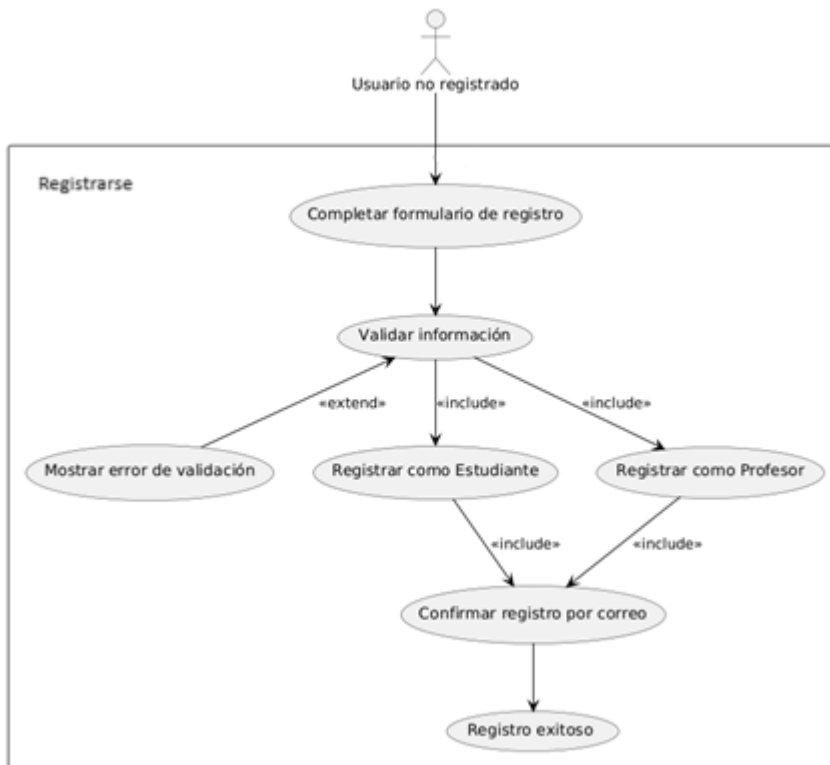 Usuario no registrado
Registrarse
Completar formulario de registro
Validar información
«extend»
«include»
«include»
Mostrar error de validación
Registrar como Estudiante
Registrar como Profesor
«include»
«include»
Confirmar registro por correo
Registro exitoso